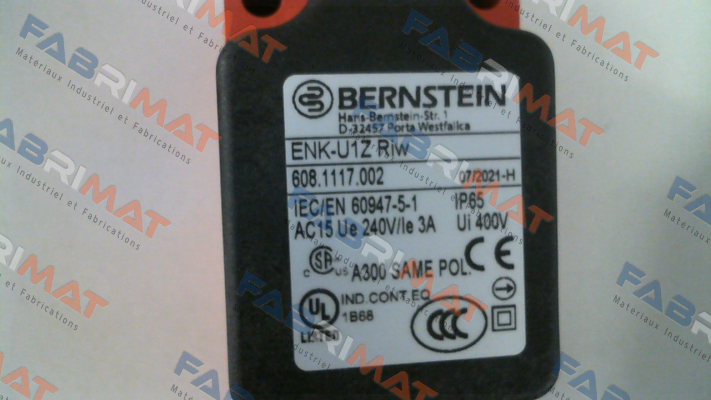 BERNSTEIN
Hans-Bernstein-Str. 1
D-32457 Porta Westfalica
ENK-U1Z Riw
608.1117.002 07/2021-H
IEC/EN 60947-5-1 IP65
AC15 Ue 240V/Ie 3A Ui 400V
C SA US A300 SAME POL. CE
UL IND.CONT.EQ
1B68
LISTED
CCC
FABRIMAT
Materiaux Industriel et Fabrications